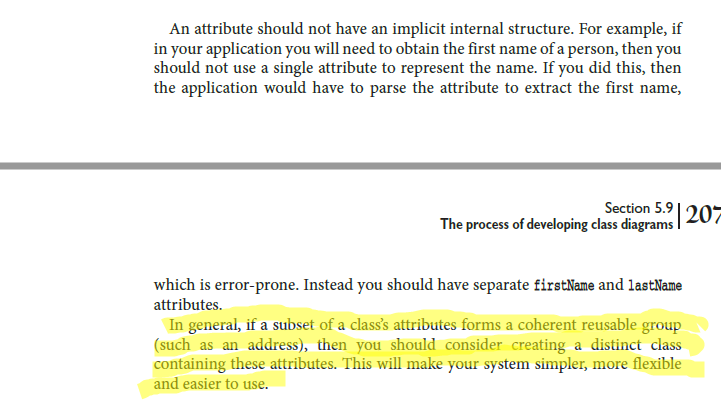 An attribute should not have an implicit internal structure. For example, if
in your application you will need to obtain the first name of a person, then you
should not use a single attribute to represent the name. If you did this, then
the application would have to parse the attribute to extract the first name,
Section 5.9
The process of developing class diagrams
207
which is error-prone. Instead you should have separate firstName and lastName
attributes.
In general, if a subset of a class's attributes forms a coherent reusable group
(such as an address), then you should consider creating a distinct class
containing these attributes. This will make your system simpler, more flexible
and easier to use.